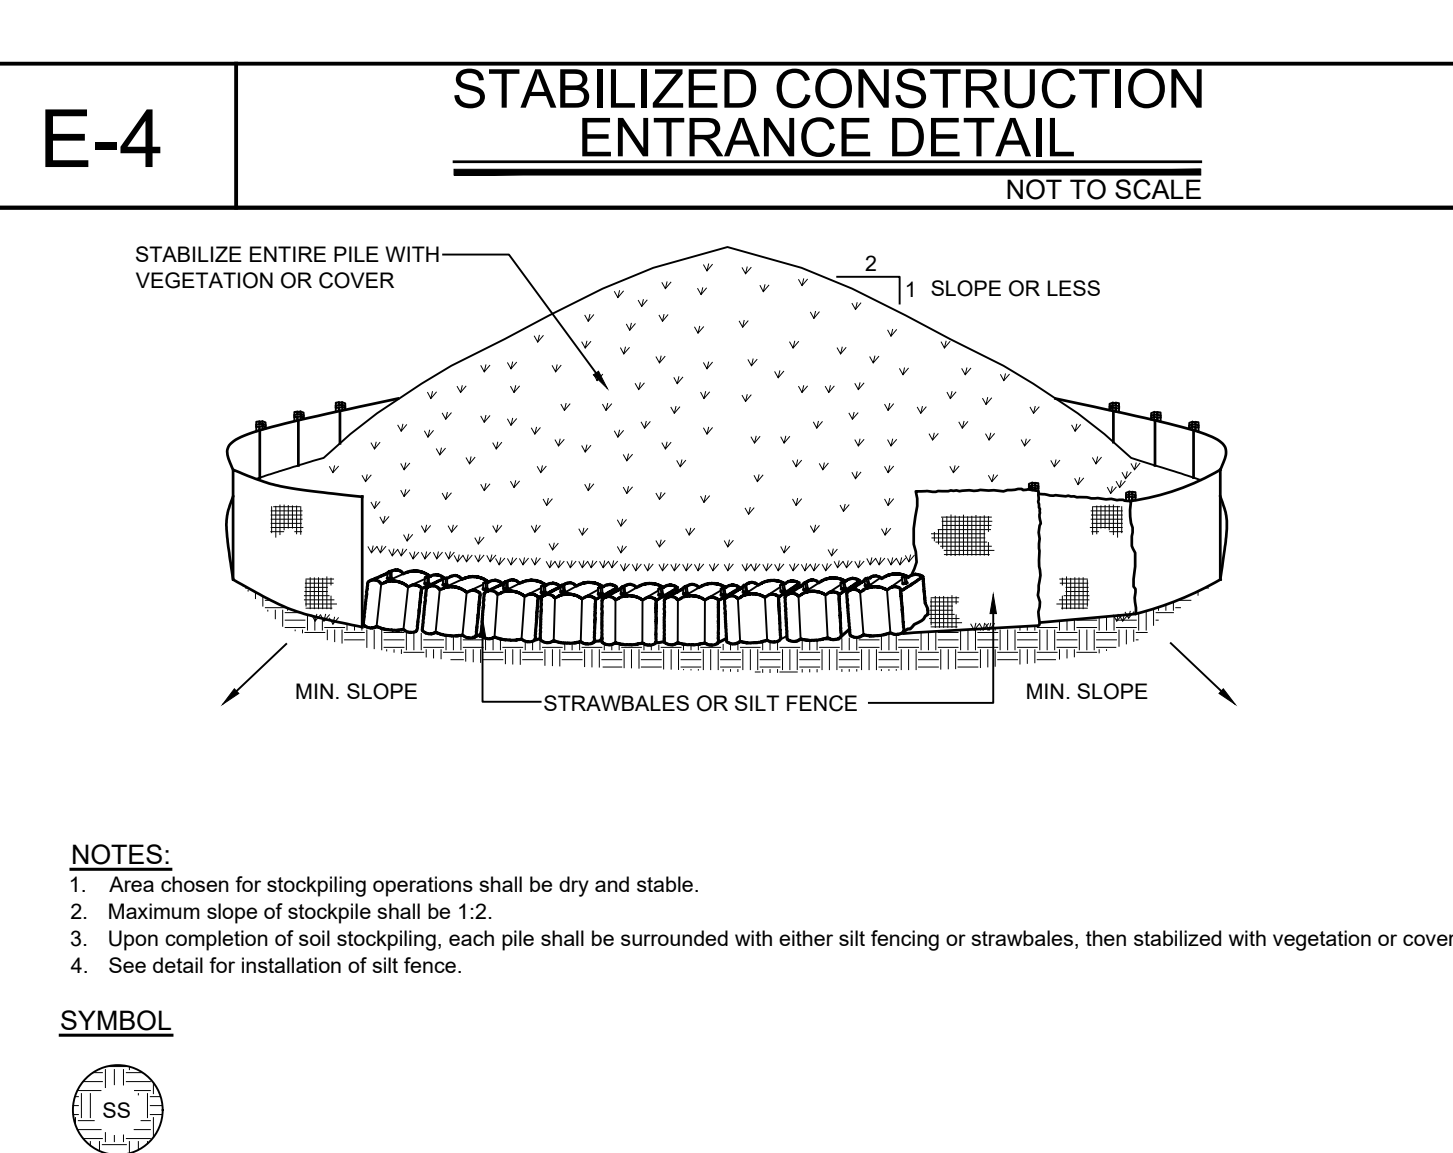 E-4
STABILIZED CONSTRUCTION
ENTRANCE DETAIL
NOT TO SCALE
STABILIZE ENTIRE PILE WITH
VEGETATION OR COVER
2
1 SLOPE OR LESS
MIN. SLOPE
STRAWBALES OR SILT FENCE
MIN. SLOPE
NOTES:
1. Area chosen for stockpiling operations shall be dry and stable.
2. Maximum slope of stockpile shall be 1:2.
3. Upon completion of soil stockpiling, each pile shall be surrounded with either silt fencing or strawbales, then stabilized with vegetation or cover
4. See detail for installation of silt fence.
SYMBOL
SS